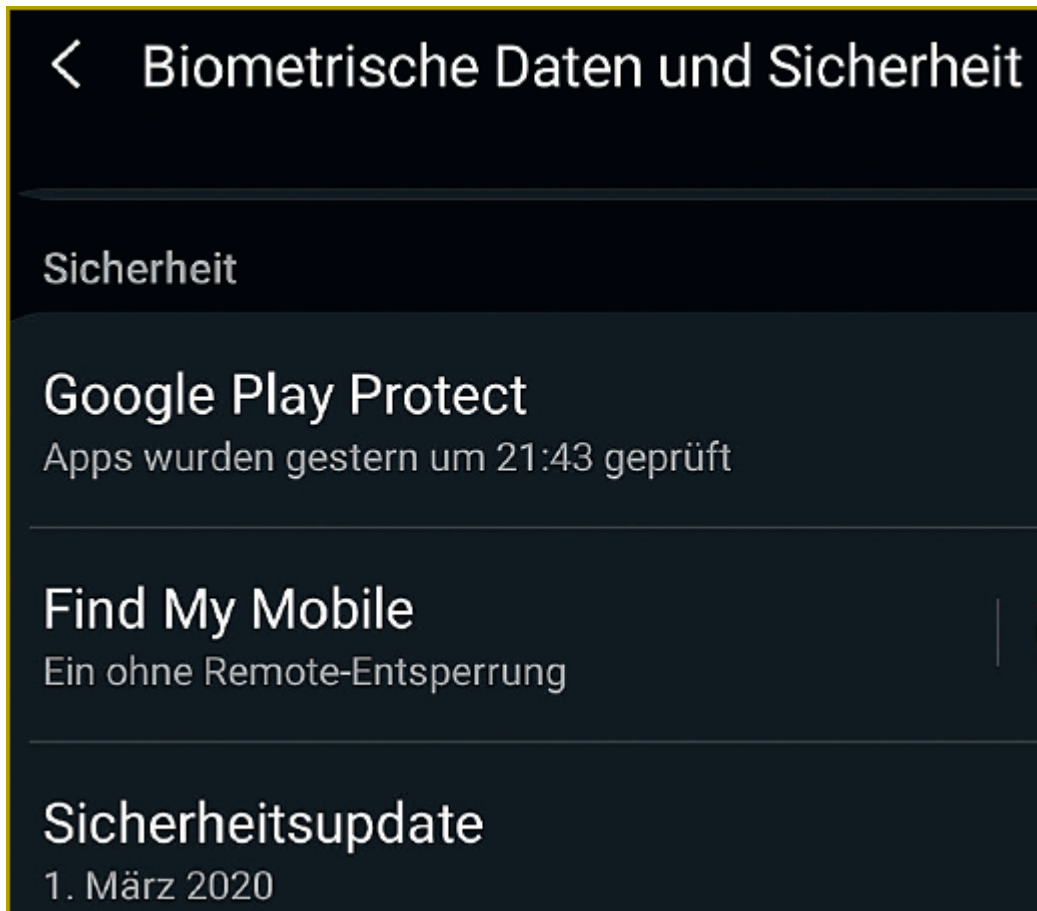 Biometrische Daten und Sicherheit
Sicherheit
Google Play Protect
Apps wurden gestern um 21:43 geprüft
Find My Mobile
Ein ohne Remote-Entsperrung
Sicherheitsupdate
1. März 2020